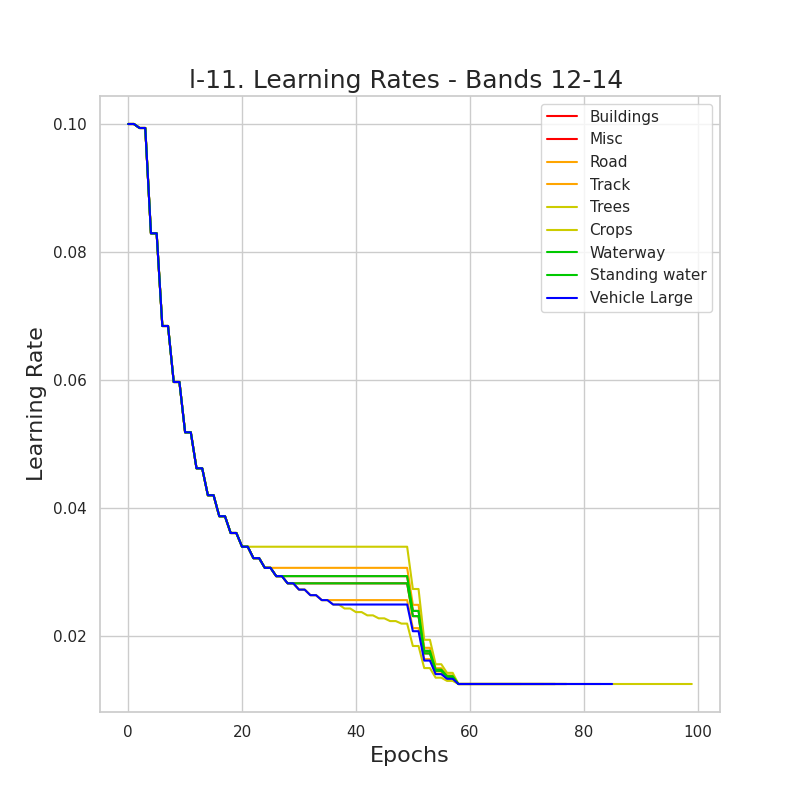 l-11. Learning Rates - Bands 12-14
0.10
0.08
0.06
0.04
0.02
Learning Rate
Buildings
Misc
Road
Track
Trees
Crops
Waterway
Standing water
Vehicle Large
0 20 40 60 80 100
Epochs